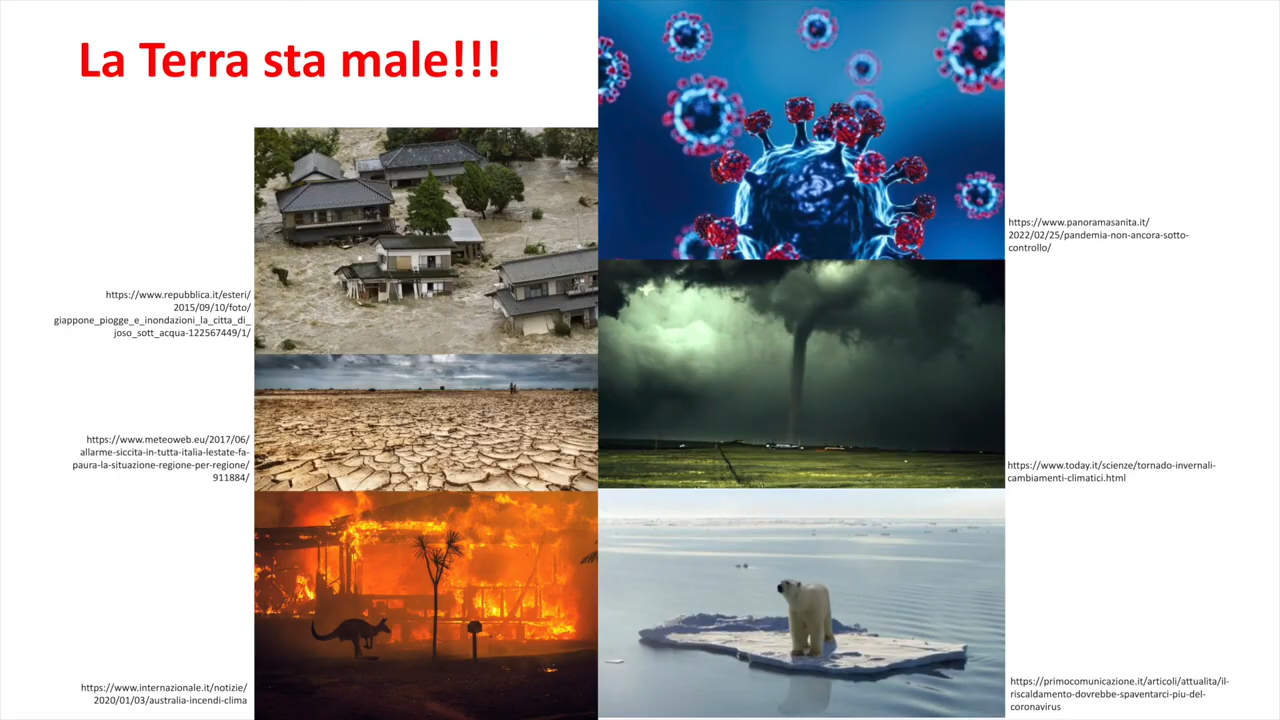 La Terra sta male!!!
https://www.repubblica.it/esteri/
2015/09/10/foto/
giappone_piogge_e_inondazioni_la_citta_di_
joso_sott_acqua-122567449/1/
https://www.meteoweb.eu/2017/06/
allarme-siccita-in-tutta-italia-lestate-fa-
paura-la-situazione-regione-per-regione/
911884/
https://www.internazionale.it/notizie/
2020/01/03/australia-incendi-clima
https://www.panoramasanita.it/
2022/02/25/pandemia-non-ancora-sotto-
controllo/
https://www.today.it/scienze/tornado-invernali-
cambiamenti-climatici.html
https://primocomunicazione.it/articoli/attualita/il-
riscaldamento-dovrebbe-spaventarci-piu-del-
coronavirus